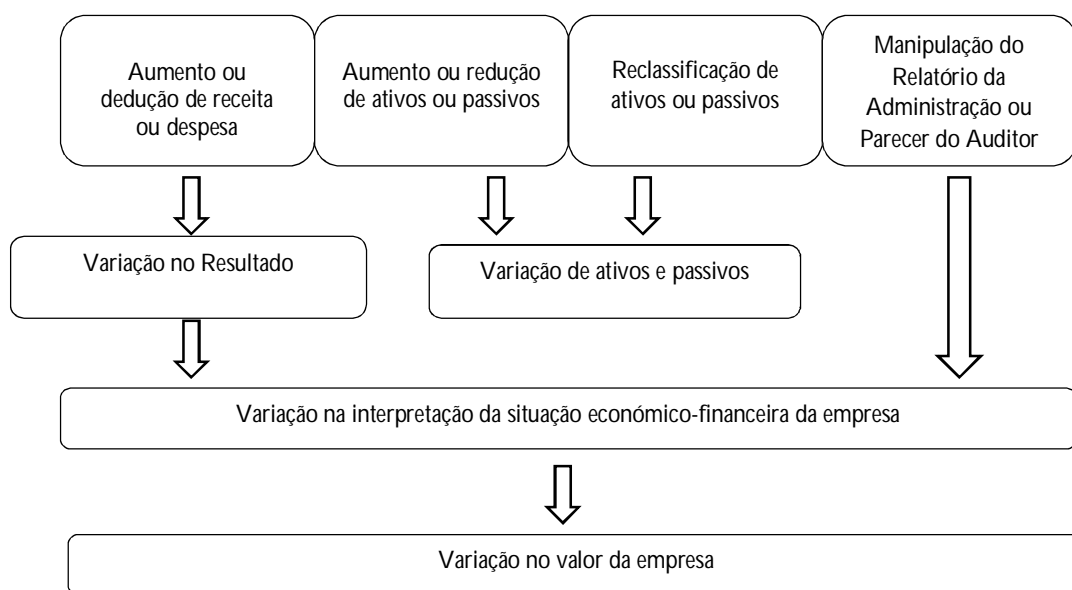 Aumento ou
dedução de receita
ou despesa
Aumento ou redução
de ativos ou passivos
Reclassificação de
ativos ou passivos
Manipulação do
Relatório da
Administração ou
Parecer do Auditor
Variação no Resultado
Variação de ativos e passivos
Variação na interpretação da situação económico-financeira da empresa
Variação no valor da empresa